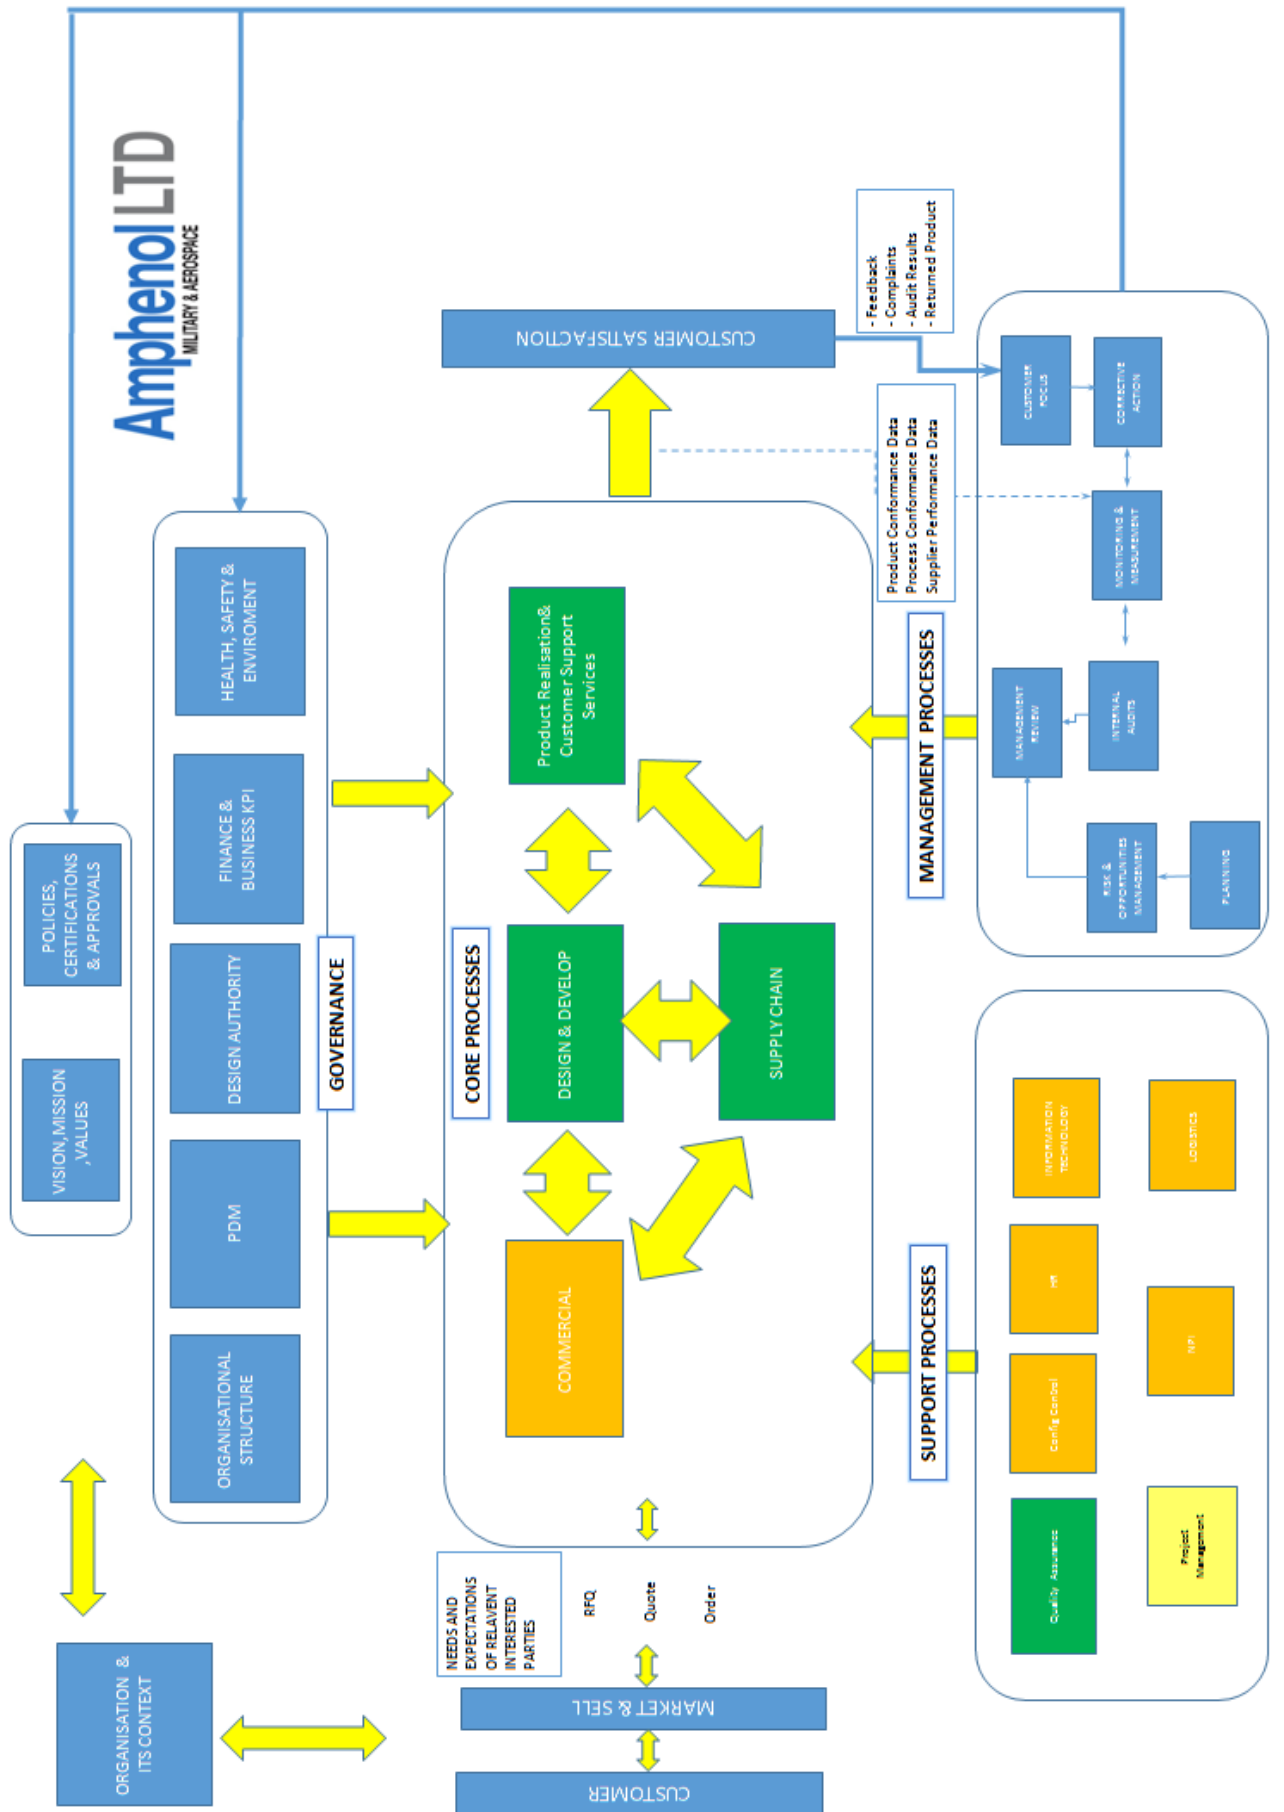 Amphenol LTD
MILITARY & AEROSPACE
ORGANISATION &
ITS CONTEXT
VISION,MISSION
,VALUES
POLICIES,
CERTIFICATIONS
& APPROVALS
ORGANISATIONAL
STRUCTURE
PDM
DESIGN AUTHORITY
FINANCE &
BUSINESS KPI
HEALTH, SAFETY &
ENVIROMENT
GOVERNANCE
CUSTOMER
MARKET & SELL
NEEDS AND
EXPECTATIONS
OF RELAVENT
INTERESTED
PARTIES
RFQ
Quote
Order
CORE PROCESSES
COMMERCIAL
DESIGN & DEVELOP
Product Realisation&
Customer Support
Services
SUPPLY CHAIN
CUSTOMER SATISFACTION
- Feedback
- Complaints
- Audit Results
- Returned Product
Product Conformance Data
Process Conformance Data
Supplier Performance Data
SUPPORT PROCESSES
Quality Assurance
Config Control
HR
INFORMATION
TECHNOLOGY
Project
Management
NPI
LOGISTICS
MANAGEMENT PROCESSES
PLANNING
RISK &
OPPORTUNITIES
MANAGEMENT
MANAGEMENT
REVIEW
INTERNAL
AUDITS
MONITORING &
MEASUREMENT
CUSTOMER
FOCUS
CORRECTIVE
ACTION